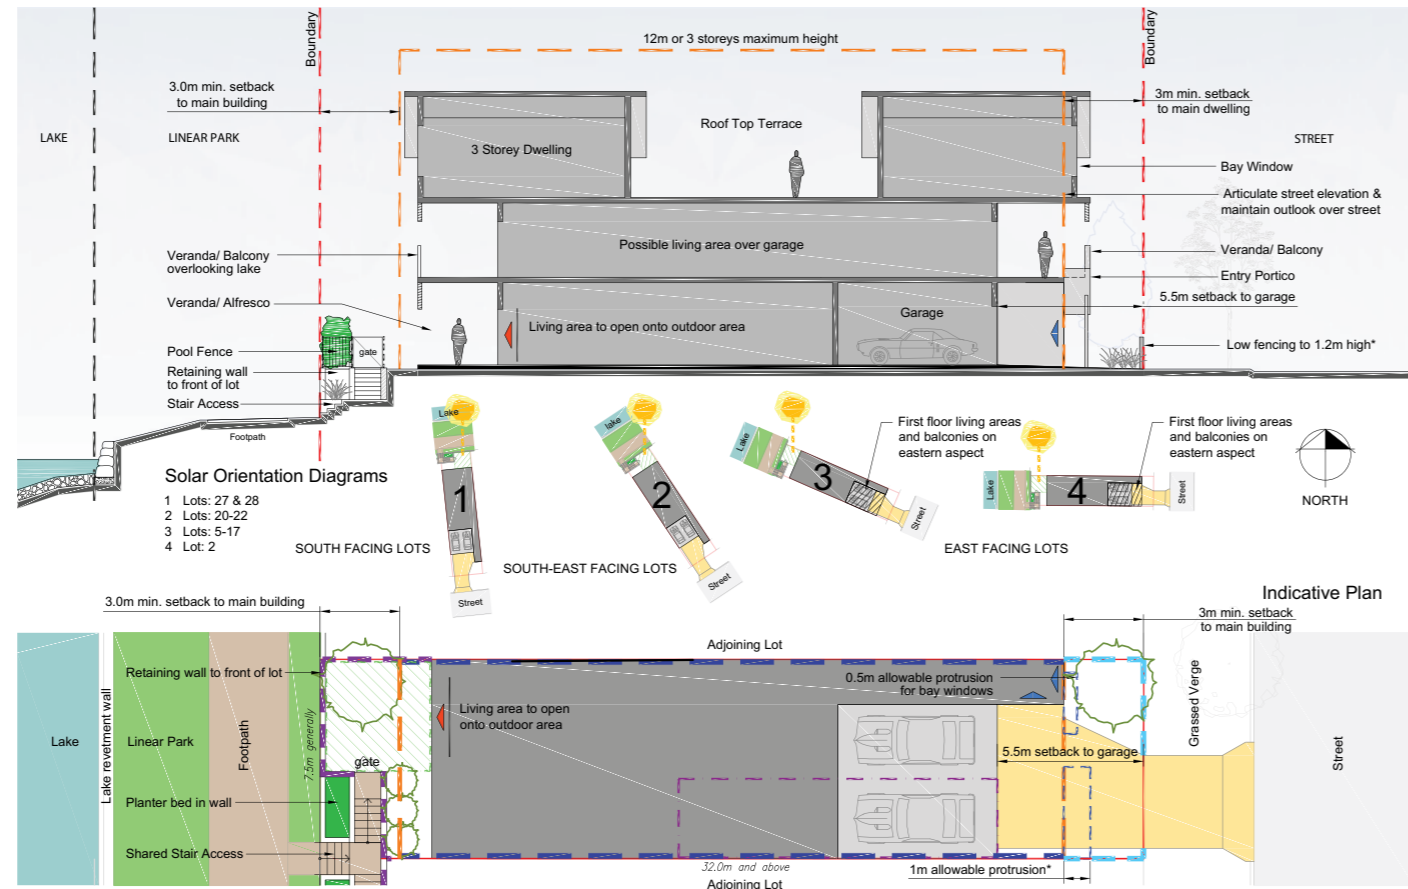 Boundary
Boundary
12m or 3 storeys maximum height
3.0m min. setback
to main building
3m min. setback
to main dwelling
LAKE
LINEAR PARK
STREET
Roof Top Terrace
3 Storey Dwelling
Bay Window
Articulate street elevation &
maintain outlook over street
Possible living area over garage
Veranda/ Balcony
overlooking lake
Veranda/ Balcony
Entry Portico
Veranda/ Alfresco
5.5m setback to garage
Living area to open onto outdoor area
Garage
Pool Fence
gate
Low fencing to 1.2m high*
Retaining wall
to front of lot
Stair Access
Footpath
Solar Orientation Diagrams
1 Lots: 27 & 28
2 Lots: 20-22
3 Lots: 5-17
4 Lot: 2
Lake
1
Street
SOUTH FACING LOTS
lake
2
Street
SOUTH-EAST FACING LOTS
Lake
3
Street
First floor living areas
and balconies on
eastern aspect
Lake
4
Street
First floor living areas
and balconies on
eastern aspect
EAST FACING LOTS
NORTH
Indicative Plan
3.0m min. setback to main building
3m min. setback
to main building
Adjoining Lot
Retaining wall to front of lot
0.5m allowable protrusion
for bay windows
Living area to open
onto outdoor area
Lake
Lake revetment wall
Linear Park
Footpath
7.5m generally
gate
5.5m setback to garage
Grassed Verge
Street
Planter bed in wall
Shared Stair Access
32.0m and above
1m allowable protrusion*
Adjoining Lot